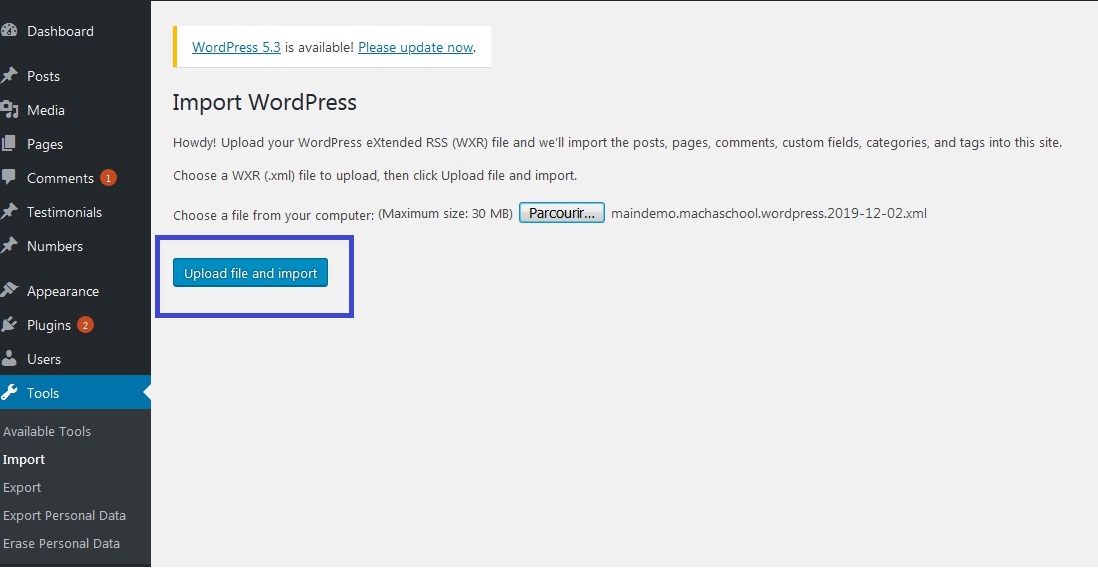 Dashboard
Posts
Media
Pages
Comments 1
Testimonials
Numbers
Appearance
Plugins 2
Users
Tools
Available Tools
Import
Export
Export Personal Data
Erase Personal Data
WordPress 5.3 is available! Please update now.
Import WordPress
Howdy! Upload your WordPress eXtended RSS (WXR) file and we’ll import the posts, pages, comments, custom fields, categories, and tags into this site.
Choose a WXR (.xml) file to upload, then click Upload file and import.
Choose a file from your computer: (Maximum size: 30 MB) Parcourir... maindemo.machaschool.wordpress.2019-12-02.xml
Upload file and import